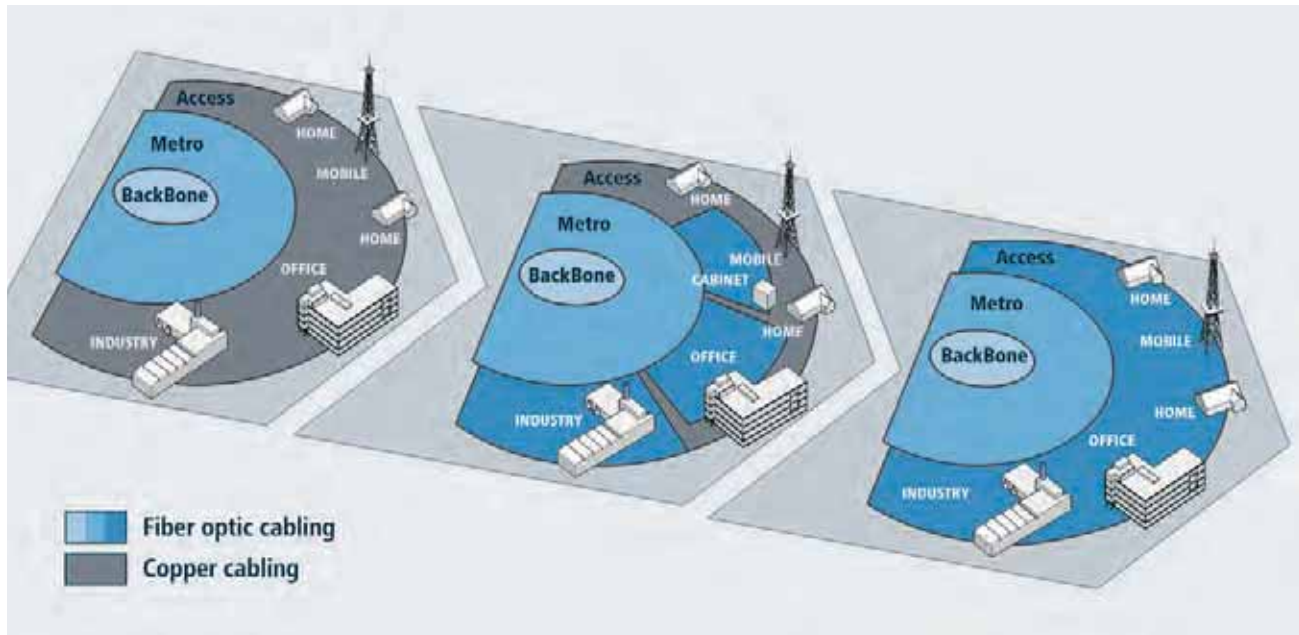 Access
HOME
Metro
MOBILE
BackBone
HOME
OFFICE
INDUSTRY
Access
HOME
Metro
MOBILE
CABINET
BackBone
HOME
OFFICE
INDUSTRY
Access
HOME
Metro
MOBILE
BackBone
HOME
OFFICE
INDUSTRY
Fiber optic cabling
Copper cabling